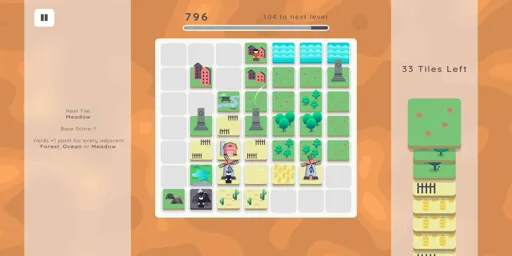 796
104 to next level
33 Tiles Left
Next Tile:
Meadow
Base Score: 1
Yields +1 point for every adjacent
Forest, Ocean or Meadow